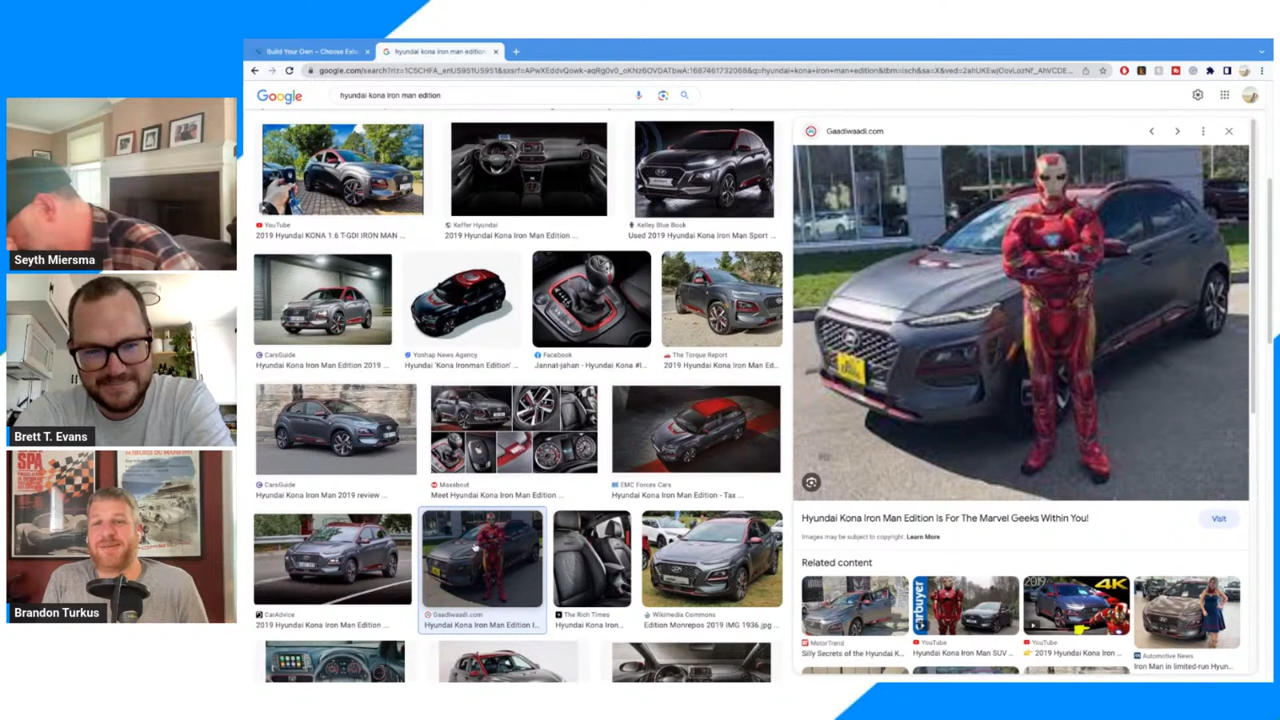 Build Your Own – Choose Exte
hyundai kona iron man edition
hyundai kona iron man edition
Google
Seyth Miersma
SPA
Brett T. Evans
Brandon Turkus
YouTube
2019 Hyundai KONA 1.6 T-GDI IRON MAN ...
Keffer Hyundai
2019 Hyundai Kona Iron Man Edition ...
Kelley Blue Book
Used 2019 Hyundai Kona Iron Man Sport ...
CarsGuide
Hyundai Kona Iron Man Edition 2019 ...
Yonhap News Agency
Hyundai 'Kona Ironman Edition' ...
Facebook
Jannat-jahan - Hyundai Kona #I...
The Torque Report
2019 Hyundai Kona Iron Man Ed...
CarsGuide
Hyundai Kona Iron Man 2019 review ...
Maxabout
Meet Hyundai Kona Iron Man Edition ...
EMC Forces Cars
Hyundai Kona Iron Man Edition - Tax ...
CarAdvice
2019 Hyundai Kona Iron Man Edition ...
Gaadiwaadi.com
Hyundai Kona Iron Man Edition I...
The Rich Times
Hyundai Kona Iron...
Wikimedia Commons
Edition Monrepos 2019 IMG 1936.jpg ...
Gaadiwaadi.com
Hyundai Kona Iron Man Edition Is For The Marvel Geeks Within You!
Visit
Images may be subject to copyright. Learn More
Related content
carbuyer
2019
4K
MotorTrend
Silly Secrets of the Hyundai K...
YouTube
Hyundai Kona Iron Man SUV ...
YouTube
2019 Hyundai Kona Iron ...
Automotive News
Iron Man in limited-run Hyun...